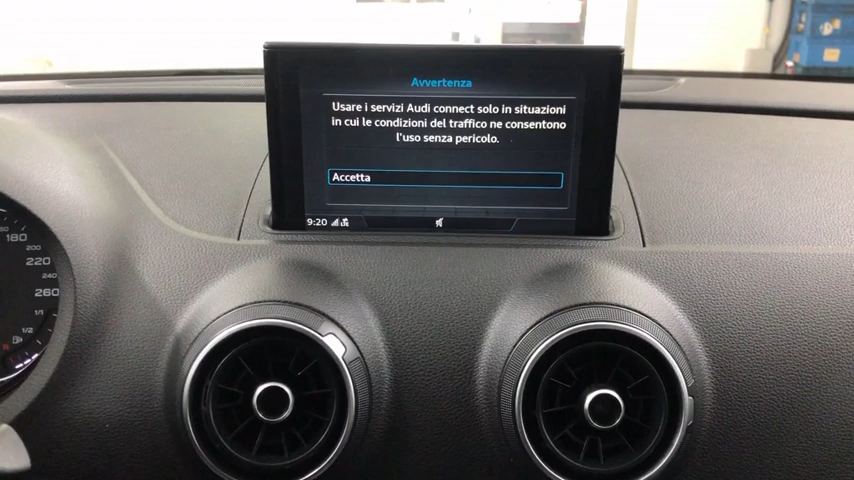 Avvertenza
Usare i servizi Audi connect solo in situazioni
in cui le condizioni del traffico ne consentono
l'uso senza pericolo.
Accetta
9:20 LTE
180
200
220
240
260
1/1
1/2